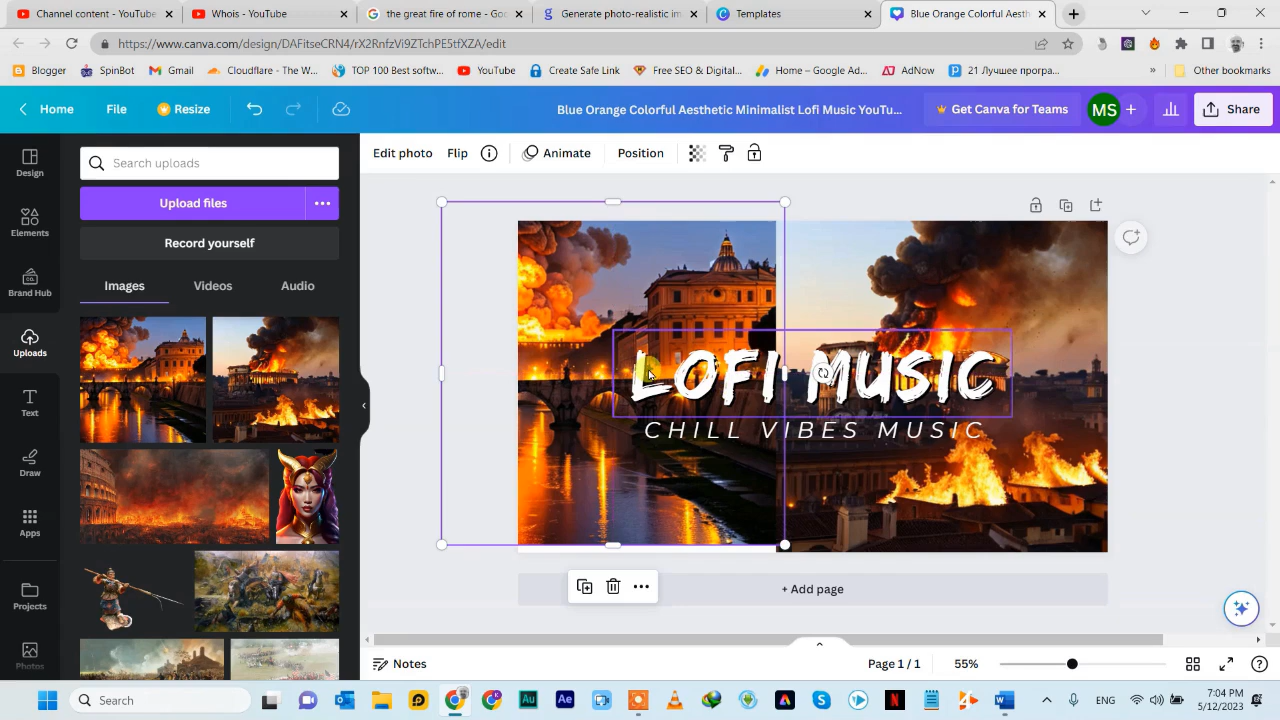 Channel content - YouTube
Whois - YouTube
the great fire of rome - Goo
Generate photo-realistic im
Templates
Blue Orange Colorful Aesth
https://www.canva.com/design/DAFitseCRN4/rX2RnfzVi9ZThPE5tfXZA/edit
Blogger
SpinBot
Gmail
Cloudflare - The W...
TOP 100 Best softw...
YouTube
Create Safe Link
Free SEO & Digital...
Home – Google Ad...
AdNow
21 Лучшее програ...
»
Other bookmarks
Home
File
Resize
Blue Orange Colorful Aesthetic Minimalist Lofi Music YouTu...
Get Canva for Teams
MS
+
Share
Design
Elements
Brand Hub
Uploads
Text
Draw
Apps
Projects
Photos
Search uploads
Upload files
Record yourself
Images
Videos
Audio
Edit photo
Flip
Animate
Position
LOFI MUSIC
CHILL VIBES MUSIC
+ Add page
Notes
Page 1 / 1
55%
Search
ENG
7:00 PM
5/12/2023